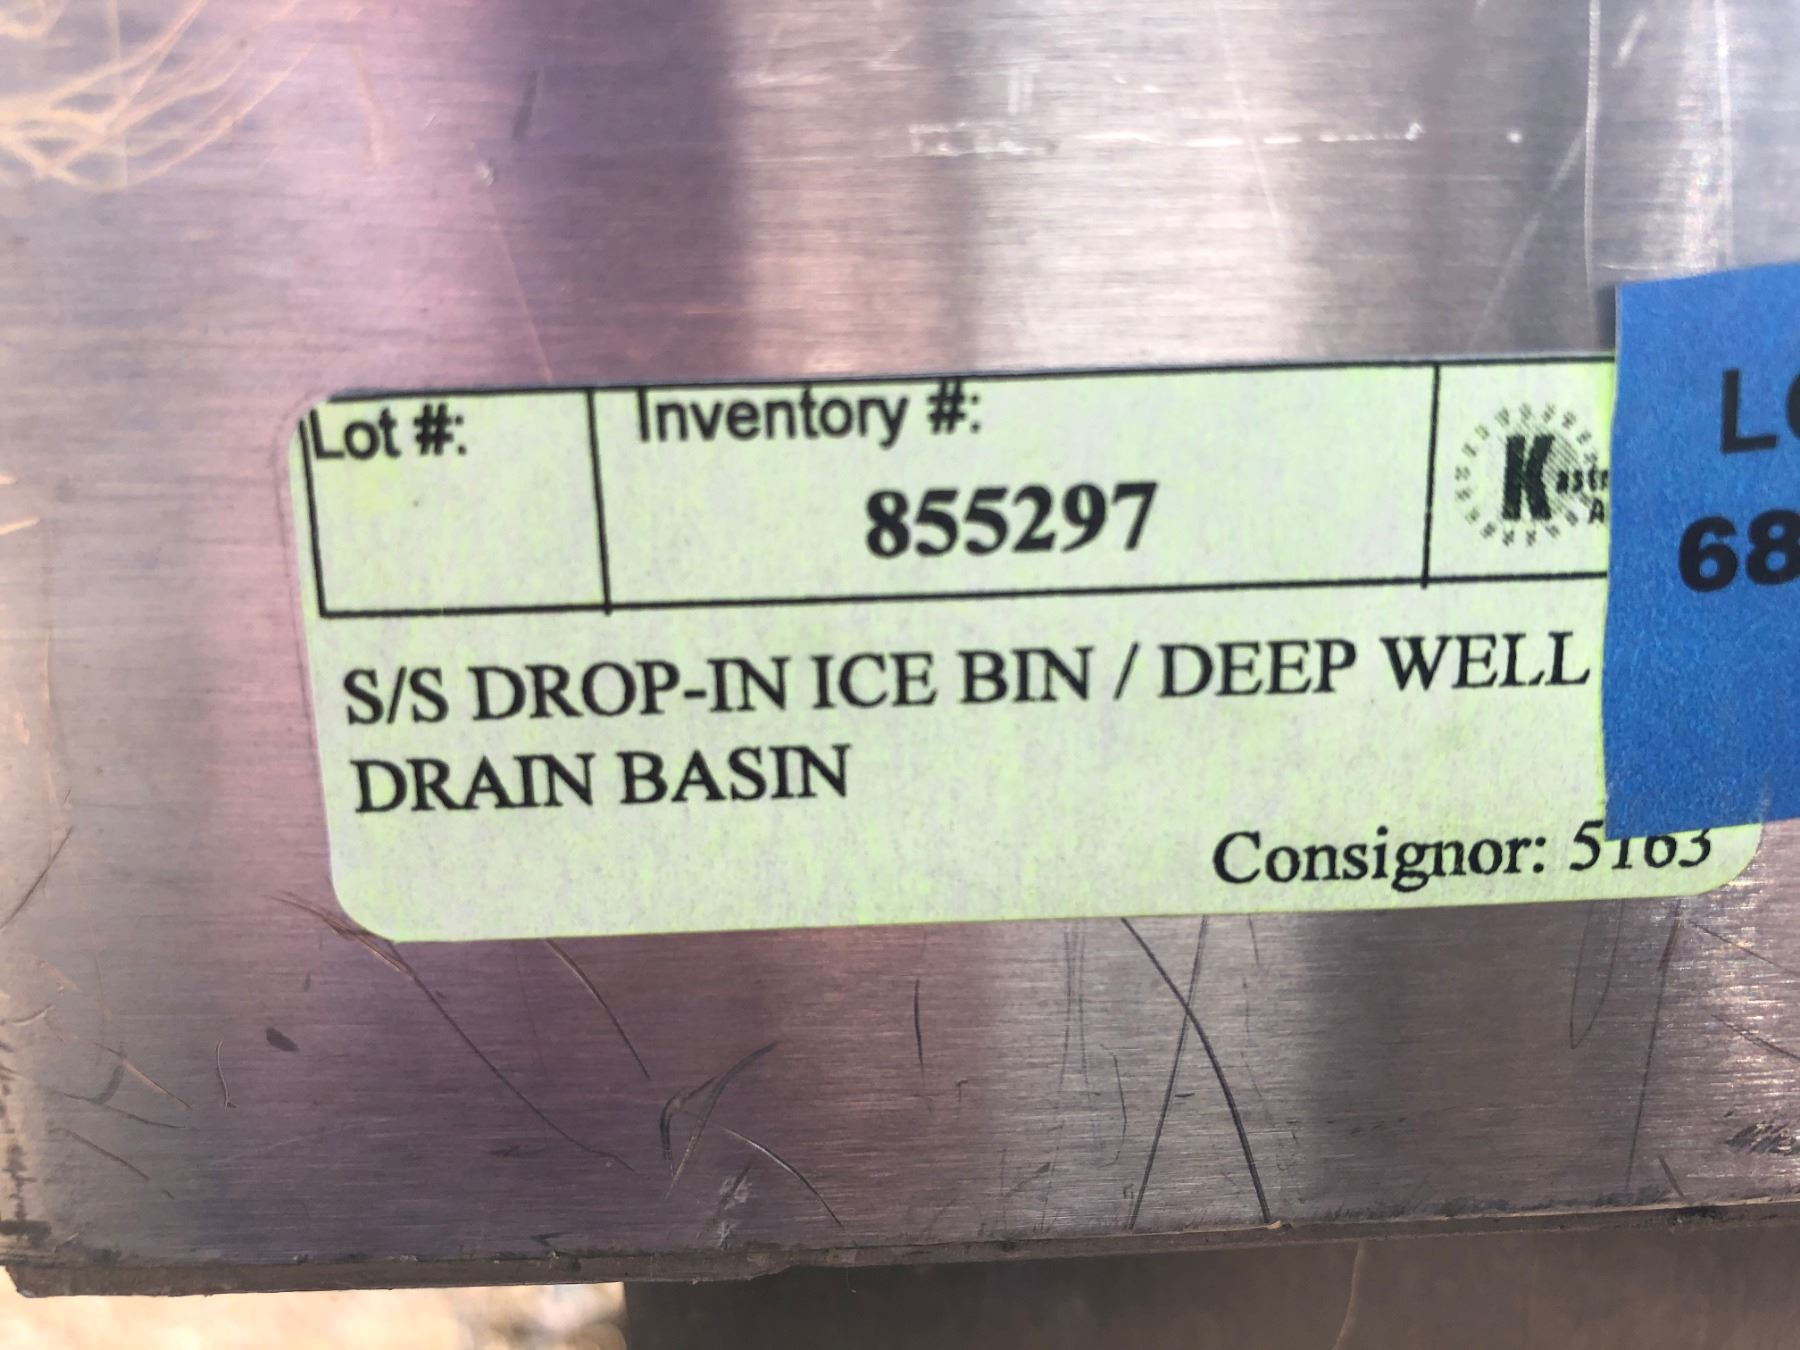 Lot #:
Inventory #:
855297
K
S/S DROP-IN ICE BIN / DEEP WELL
DRAIN BASIN
Consignor: 5163
68